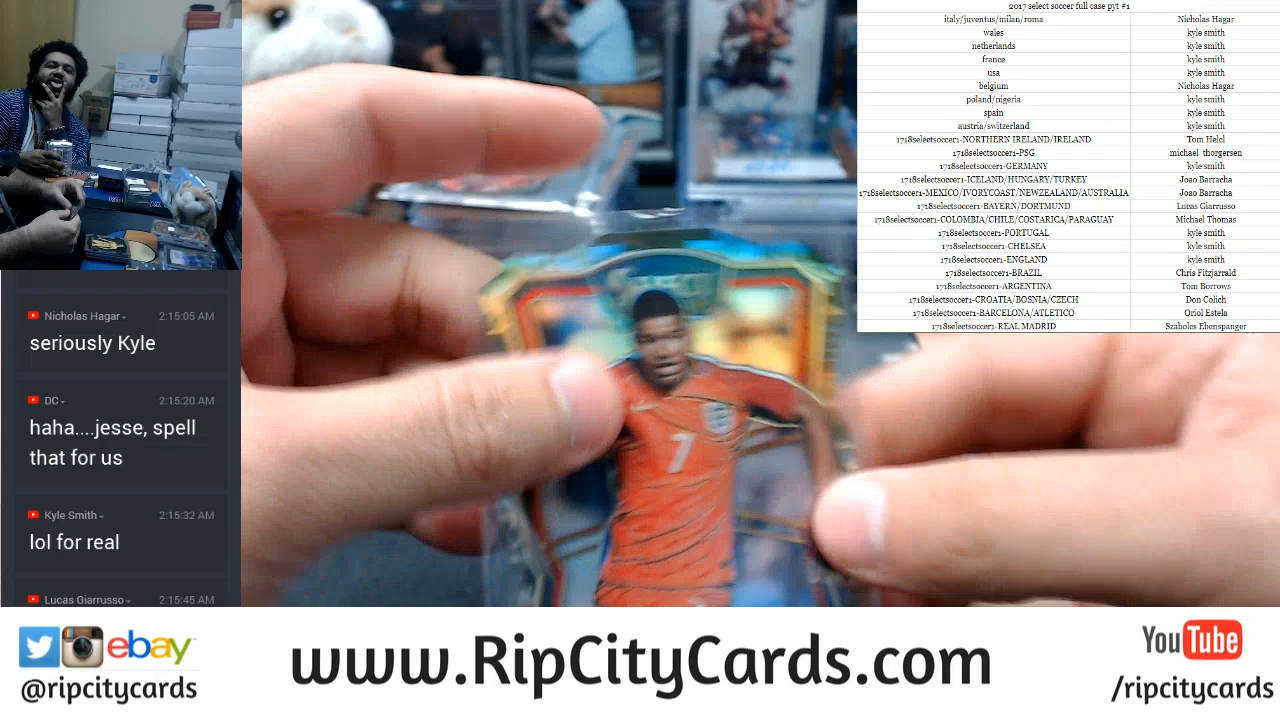 2017 select soccer full case pyt #1
italy/juventus/milan/roma Nicholas Hagar
wales kyle smith
netherlands kyle smith
france kyle smith
usa kyle smith
belgium Nicholas Hagar
poland/nigeria kyle smith
spain kyle smith
austria/switzerland kyle smith
1718selectsoccer1-NORTHERN IRELAND/IRELAND Tom Helcl
1718selectsoccer1-PSG michael thorgersen
1718selectsoccer1-GERMANY kyle smith
1718selectsoccer1-ICELAND/HUNGARY/TURKEY Joao Barracha
1718selectsoccer1-MEXICO/IVORYCOAST/NEWZEALAND/AUSTRALIA Joao Barracha
1718selectsoccer1-BAYERN/DORTMUND Lucas Giarrusso
1718selectsoccer1-COLOMBIA/CHILE/COSTARICA/PARAGUAY Michael Thomas
1718selectsoccer1-PORTUGAL kyle smith
1718selectsoccer1-CHELSEA kyle smith
1718selectsoccer1-ENGLAND kyle smith
1718selectsoccer1-BRAZIL Chris Fitzjarrald
1718selectsoccer1-ARGENTINA Tom Borrows
1718selectsoccer1-CROATIA/BOSNIA/CZECH Don Colich
1718selectsoccer1-BARCELONA/ATLETICO Oriol Estela
1718selectsoccer1-REAL MADRID Szabolcs Ebenspanger
Nicholas Hagar 2:15:05 AM
seriously Kyle
DC 2:15:20 AM
haha....jesse, spell
that for us
Kyle Smith 2:15:32 AM
lol for real
Lucas Giarrusso 2:15:45 AM
7
ebay
@ripcitycards
www.RipCityCards.com
YouTube
/ripcitycards